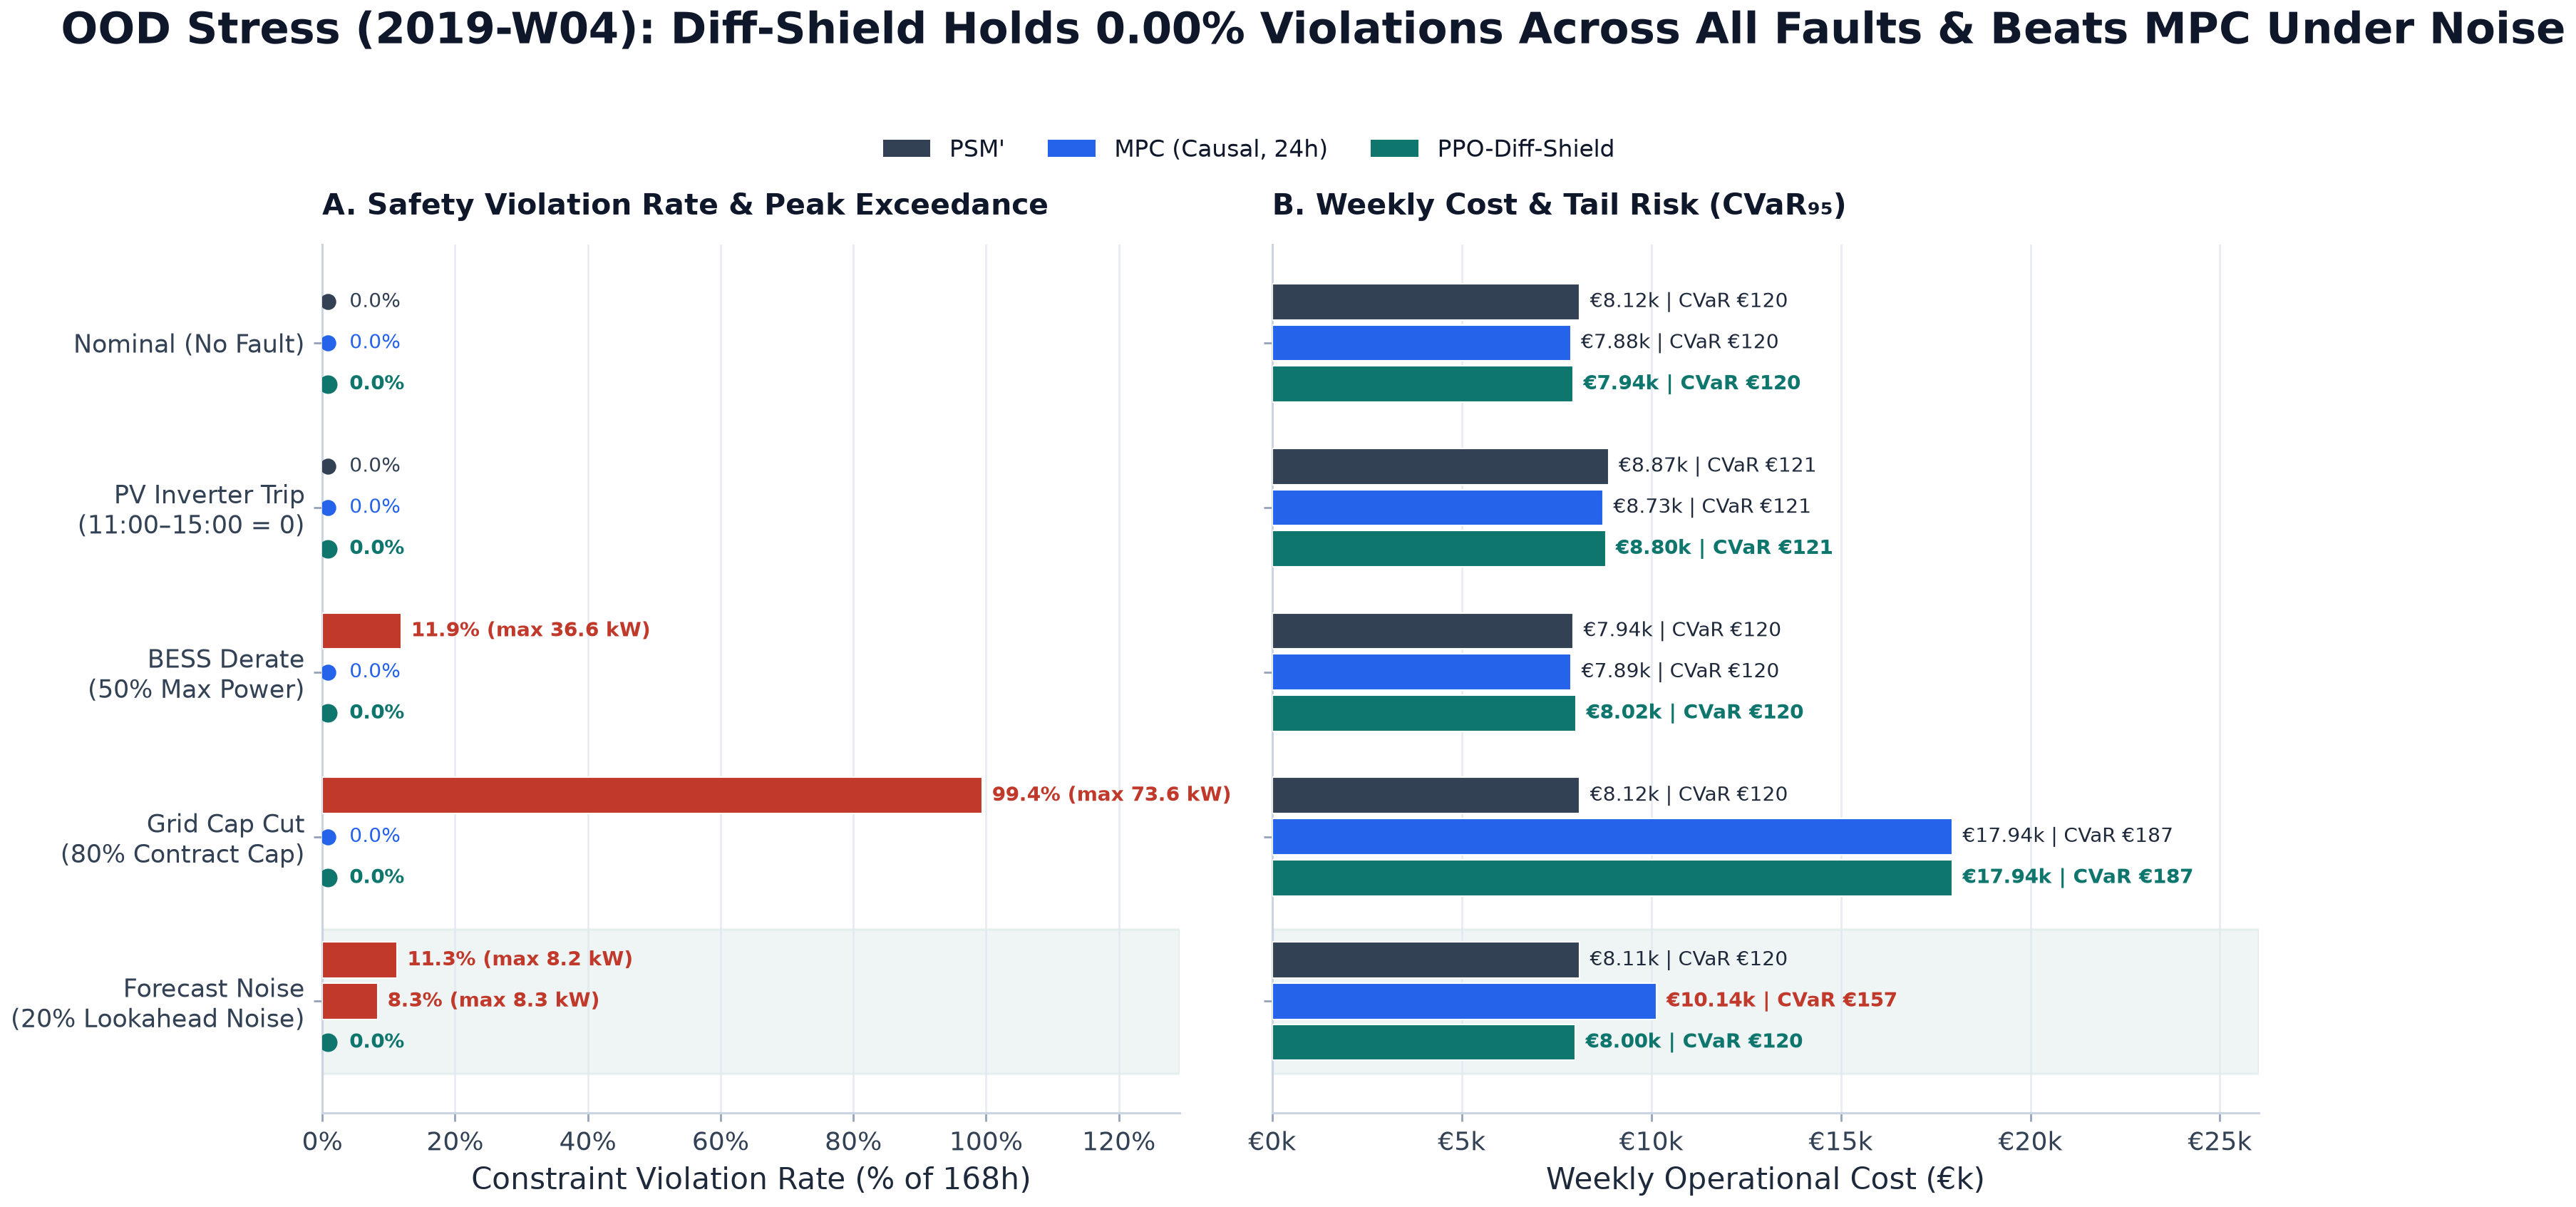 OOD Stress (2019-W04): Diff-Shield Holds 0.00% Violations Across All Faults & Beats MPC Under Noise
PSM'
MPC (Causal, 24h)
PPO-Diff-Shield
A. Safety Violation Rate & Peak Exceedance
Nominal (No Fault)
0.0%
0.0%
0.0%
PV Inverter Trip
(11:00–15:00 = 0)
0.0%
0.0%
0.0%
BESS Derate
(50% Max Power)
11.9% (max 36.6 kW)
0.0%
0.0%
Grid Cap Cut
(80% Contract Cap)
99.4% (max 73.6 kW)
0.0%
0.0%
Forecast Noise
(20% Lookahead Noise)
11.3% (max 8.2 kW)
8.3% (max 8.3 kW)
0.0%
0%
20%
40%
60%
80%
100%
120%
Constraint Violation Rate (% of 168h)
B. Weekly Cost & Tail Risk (CVaR₉₅)
€8.12k | CVaR €120
€7.88k | CVaR €120
€7.94k | CVaR €120
€8.87k | CVaR €121
€8.73k | CVaR €121
€8.80k | CVaR €121
€7.94k | CVaR €120
€7.89k | CVaR €120
€8.02k | CVaR €120
€8.12k | CVaR €120
€17.94k | CVaR €187
€17.94k | CVaR €187
€8.11k | CVaR €120
€10.14k | CVaR €157
€8.00k | CVaR €120
€0k
€5k
€10k
€15k
€20k
€25k
Weekly Operational Cost (€k)